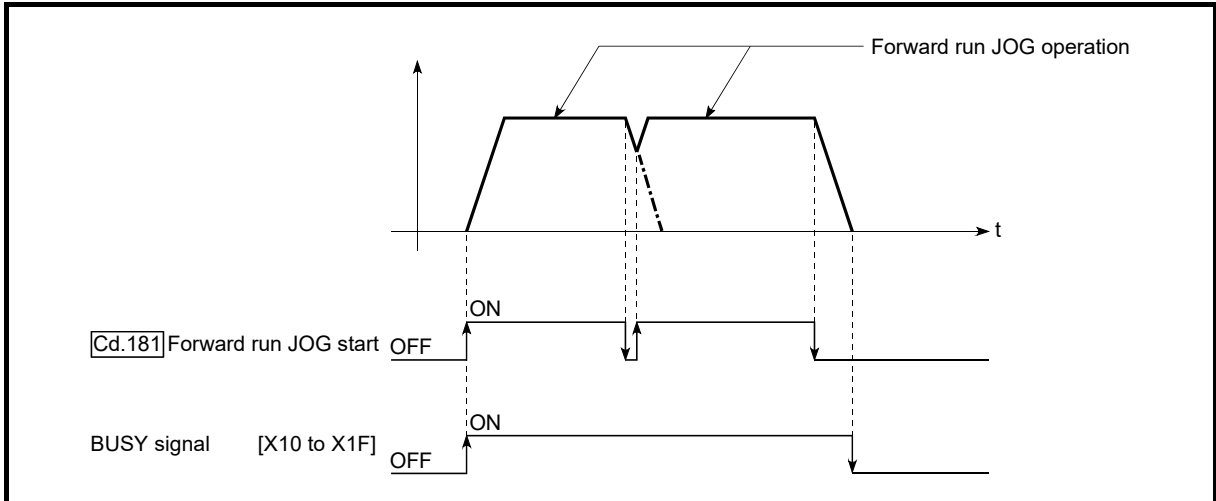 Forward run JOG operation
t
ON
Cd.181 Forward run JOG start OFF
ON
BUSY signal [X10 to X1F]
OFF